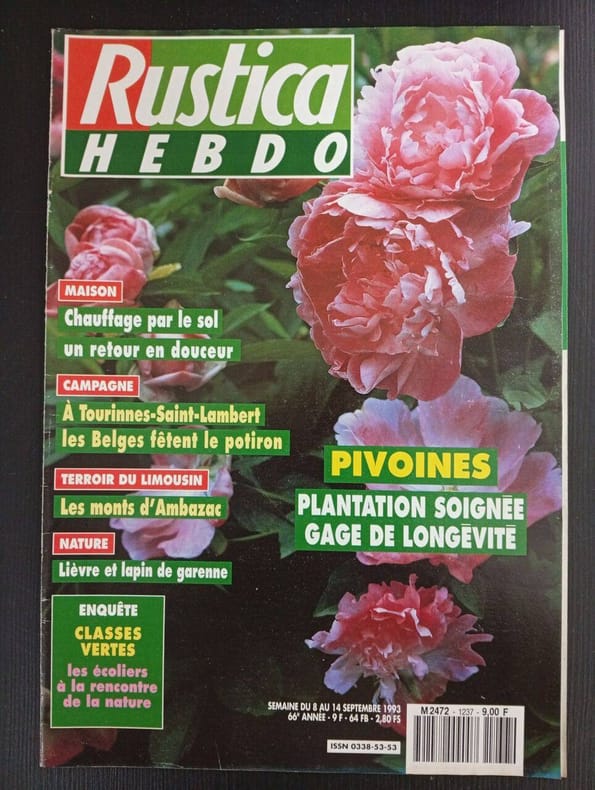 Rustica
HEBDO
MAISON
Chauffage par le sol
un retour en douceur
CAMPAGNE
À Tourinnes-Saint-Lambert
les Belges fêtent le potiron
TERROIR DU LIMOUSIN
Les monts d'Ambazac
NATURE
Lièvre et lapin de garenne
ENQUÊTE
CLASSES
VERTES
les écoliers
à la rencontre
de la nature
PIVOINES
PLANTATION SOIGNÉE
GAGE DE LONGÉVITÉ
SEMAINE DU 8 AU 14 SEPTEMBRE 1993
66e ANNÉE - 9 F - 64 FB - 2,80 FS
ISSN 0338-53-53
M 2472 - 1237 - 9,00 F